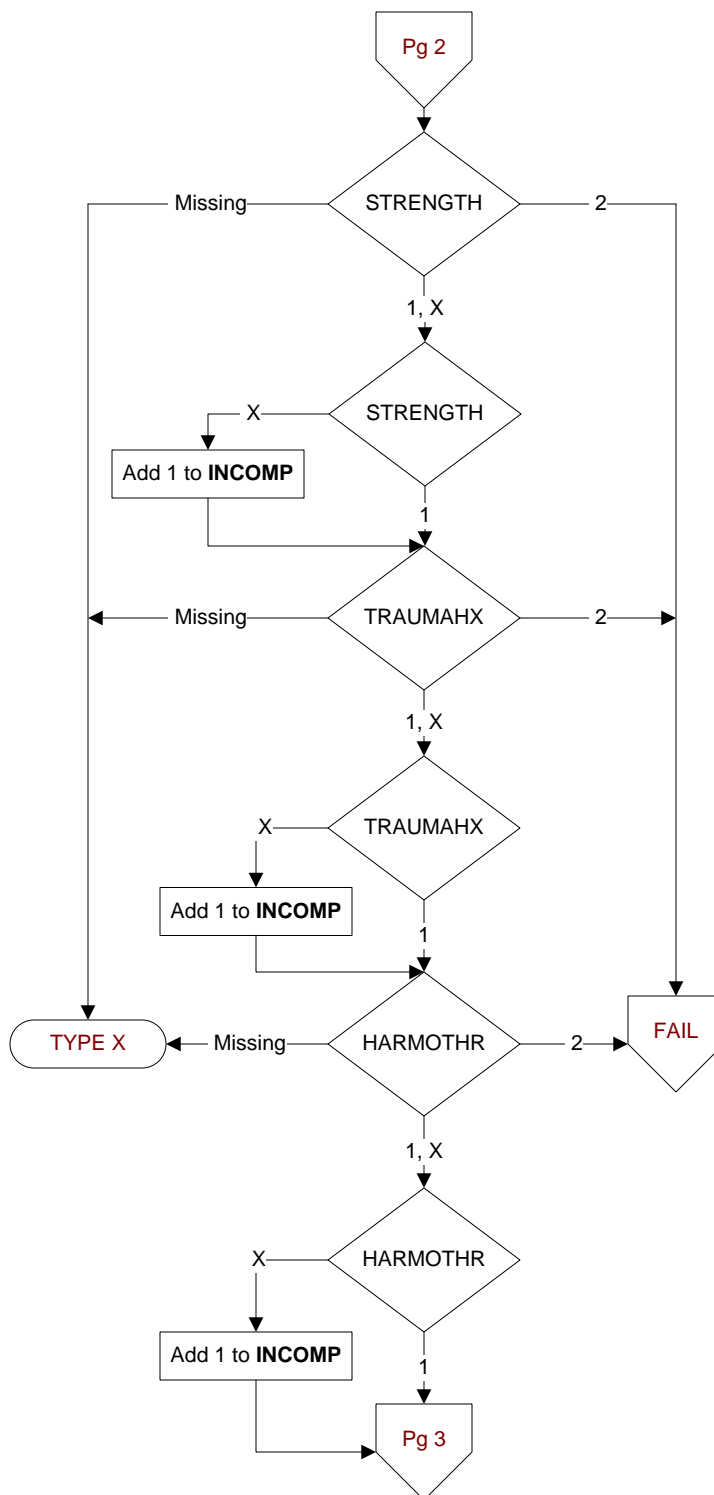 Pg 2
Missing
STRENGTH
2
1, X
X
STRENGTH
Add 1 to INCOMP
1
Missing
TRAUMAHX
2
1, X
X
TRAUMAHX
Add 1 to INCOMP
1
TYPE X
Missing
HARMOTHR
2
FAIL
1, X
X
HARMOTHR
Add 1 to INCOMP
1
Pg 3